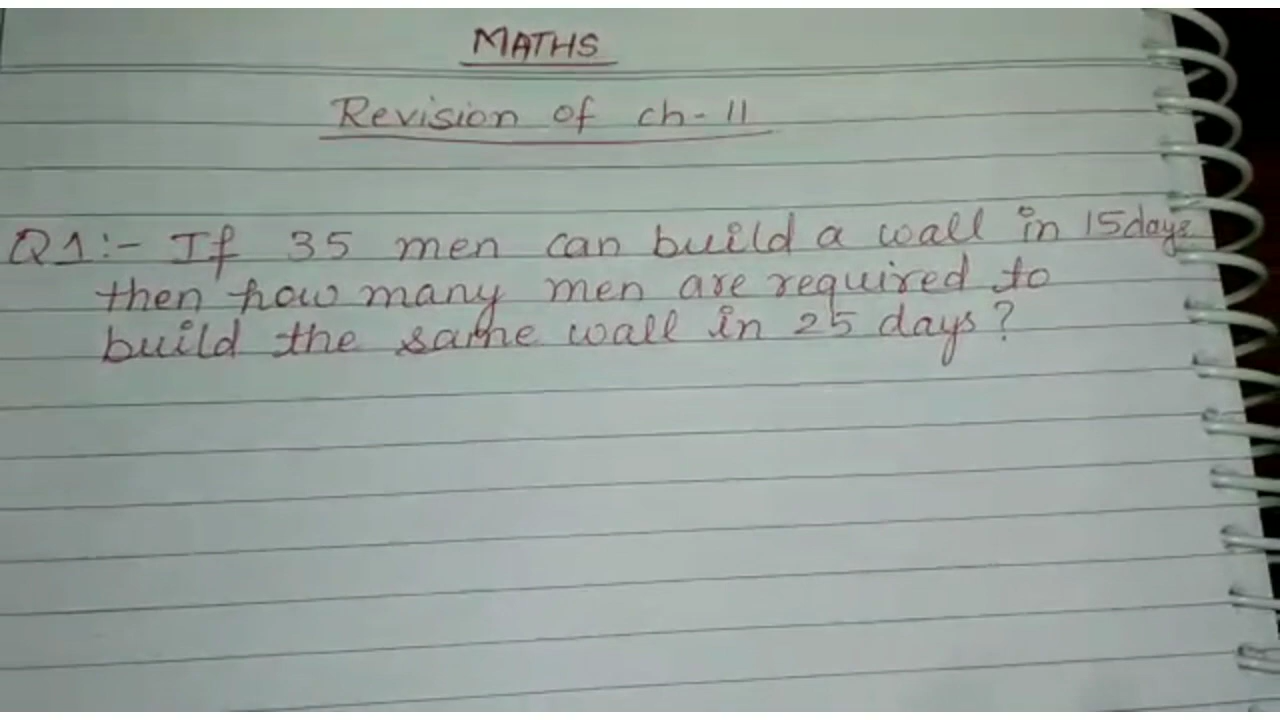 MATHS
Revision of ch-11
Q1:- If 35 men can build a wall in 15days
then how many men are required to
build the same wall in 25 days?